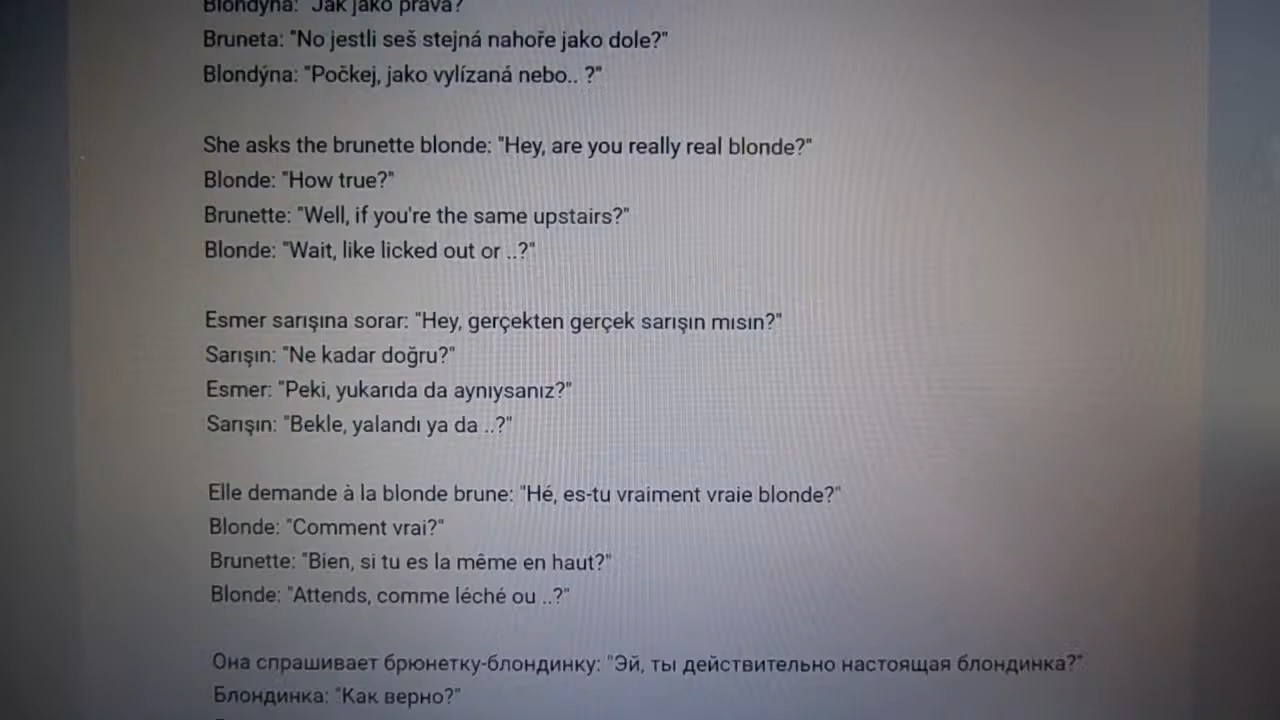 Blondýna: "Jak jako pravá?"
Bruneta: "No jestli seš stejná nahoře jako dole?"
Blondýna: "Počkej, jako vylízaná nebo.. ?"
She asks the brunette blonde: "Hey, are you really real blonde?"
Blonde: "How true?"
Brunette: "Well, if you're the same upstairs?"
Blonde: "Wait, like licked out or ..?"
Esmer sarışına sorar: "Hey, gerçekten gerçek sarışın mısın?"
Sarışın: "Ne kadar doğru?"
Esmer: "Peki, yukarıda da aynıysanız?"
Sarışın: "Bekle, yalandı ya da ..?"
Elle demande à la blonde brune: "Hé, es-tu vraiment vraie blonde?"
Blonde: "Comment vrai?"
Brunette: "Bien, si tu es la même en haut?"
Blonde: "Attends, comme léché ou ..?"
Она спрашивает брюнетку-блондинку: "Эй, ты действительно настоящая блондинка?"
Блондинка: "Как верно?"